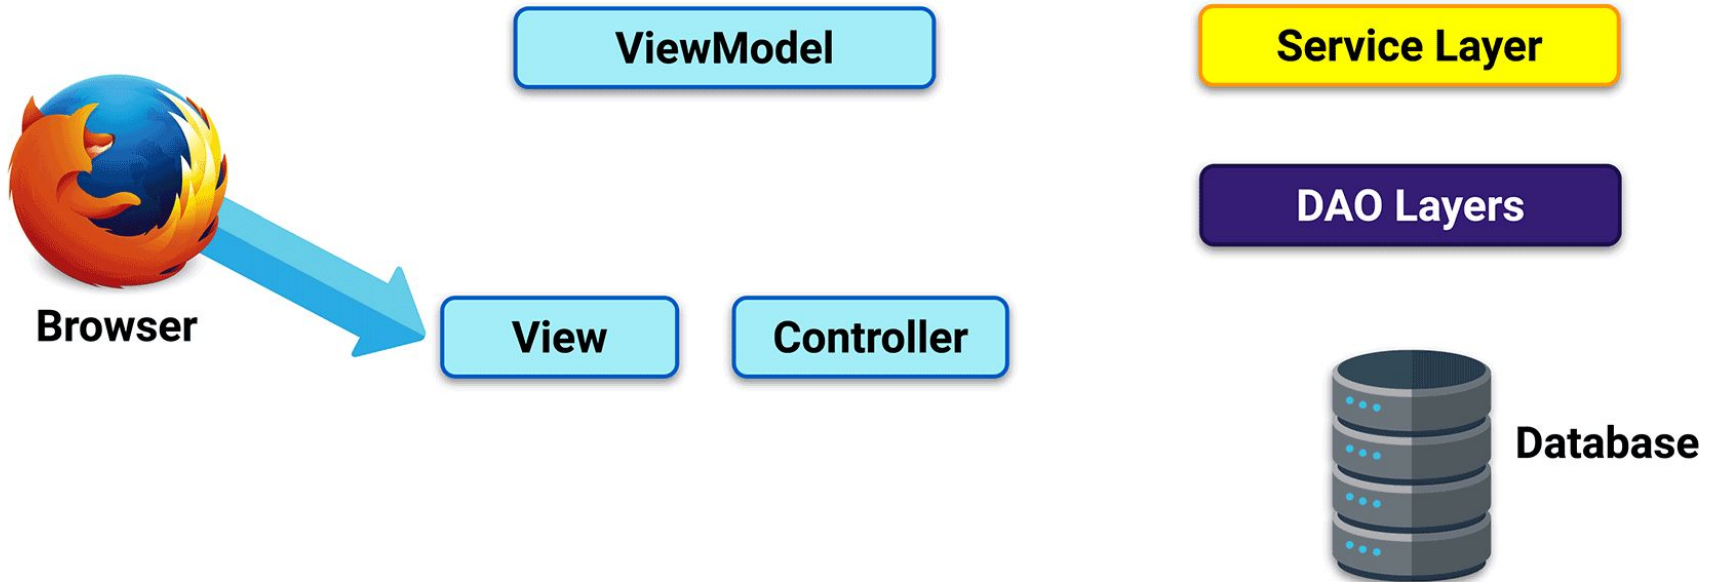 ViewModel
Service Layer
DAO Layers
Browser
View
Controller
Database